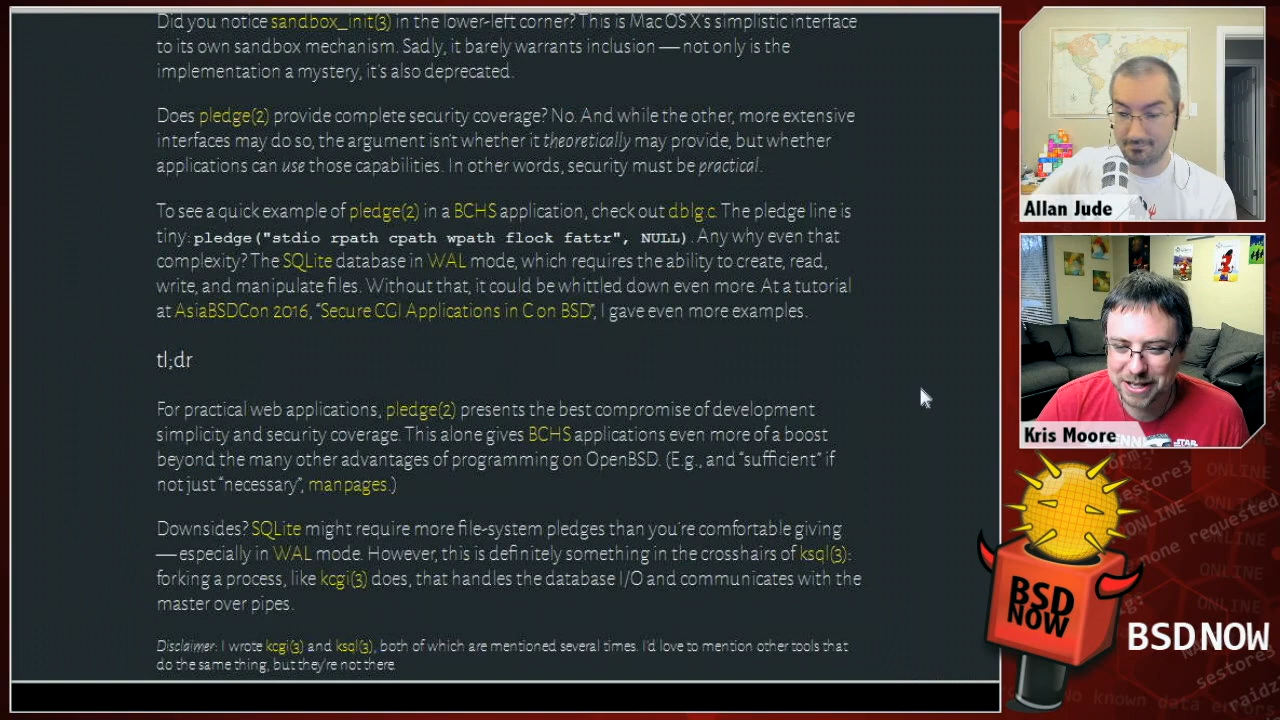 Did you notice sandbox_init(3) in the lower-left corner? This is Mac OS X's simplistic interface
to its own sandbox mechanism. Sadly, it barely warrants inclusion — not only is the
implementation a mystery, it's also deprecated.
Does pledge(2) provide complete security coverage? No. And while the other, more extensive
interfaces may do so, the argument isn't whether it theoretically may provide, but whether
applications can use those capabilities. In other words, security must be practical.
To see a quick example of pledge(2) in a BCHS application, check out dblg.c. The pledge line is
tiny: pledge("stdio rpath cpath wpath flock fattr", NULL). Any why even that
complexity? The SQLite database in WAL mode, which requires the ability to create, read,
write, and manipulate files. Without that, it could be whittled down even more. At a tutorial
at AsiaBSDCon 2016, “Secure CGI Applications in C on BSD”, I gave even more examples.
tl;dr
For practical web applications, pledge(2) presents the best compromise of development
simplicity and security coverage. This alone gives BCHS applications even more of a boost
beyond the many other advantages of programming on OpenBSD. (E.g., and “sufficient” if
not just “necessary”, manpages.)
Downsides? SQLite might require more file-system pledges than you're comfortable giving
— especially in WAL mode. However, this is definitely something in the crosshairs of ksql(3):
forking a process, like kcgi(3) does, that handles the database I/O and communicates with the
master over pipes.
Disclaimer: I wrote kcgi(3) and ksql(3), both of which are mentioned several times. I'd love to mention other tools that
do the same thing, but they're not there.
Allan Jude
Kris Moore
BSD
NOW
BSD NOW
ONLINE
ONLINE
none requested
ONLINE
ONLINE
No known data errors